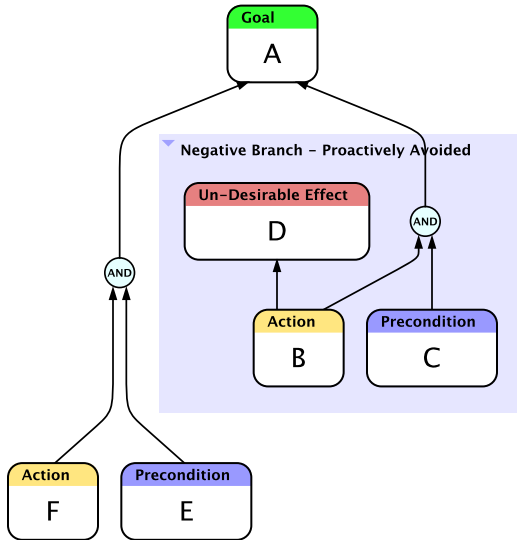 Goal
A
Negative Branch - Proactively Avoided
Un-Desirable Effect
D
AND
AND
Action
B
Precondition
C
Action
F
Precondition
E